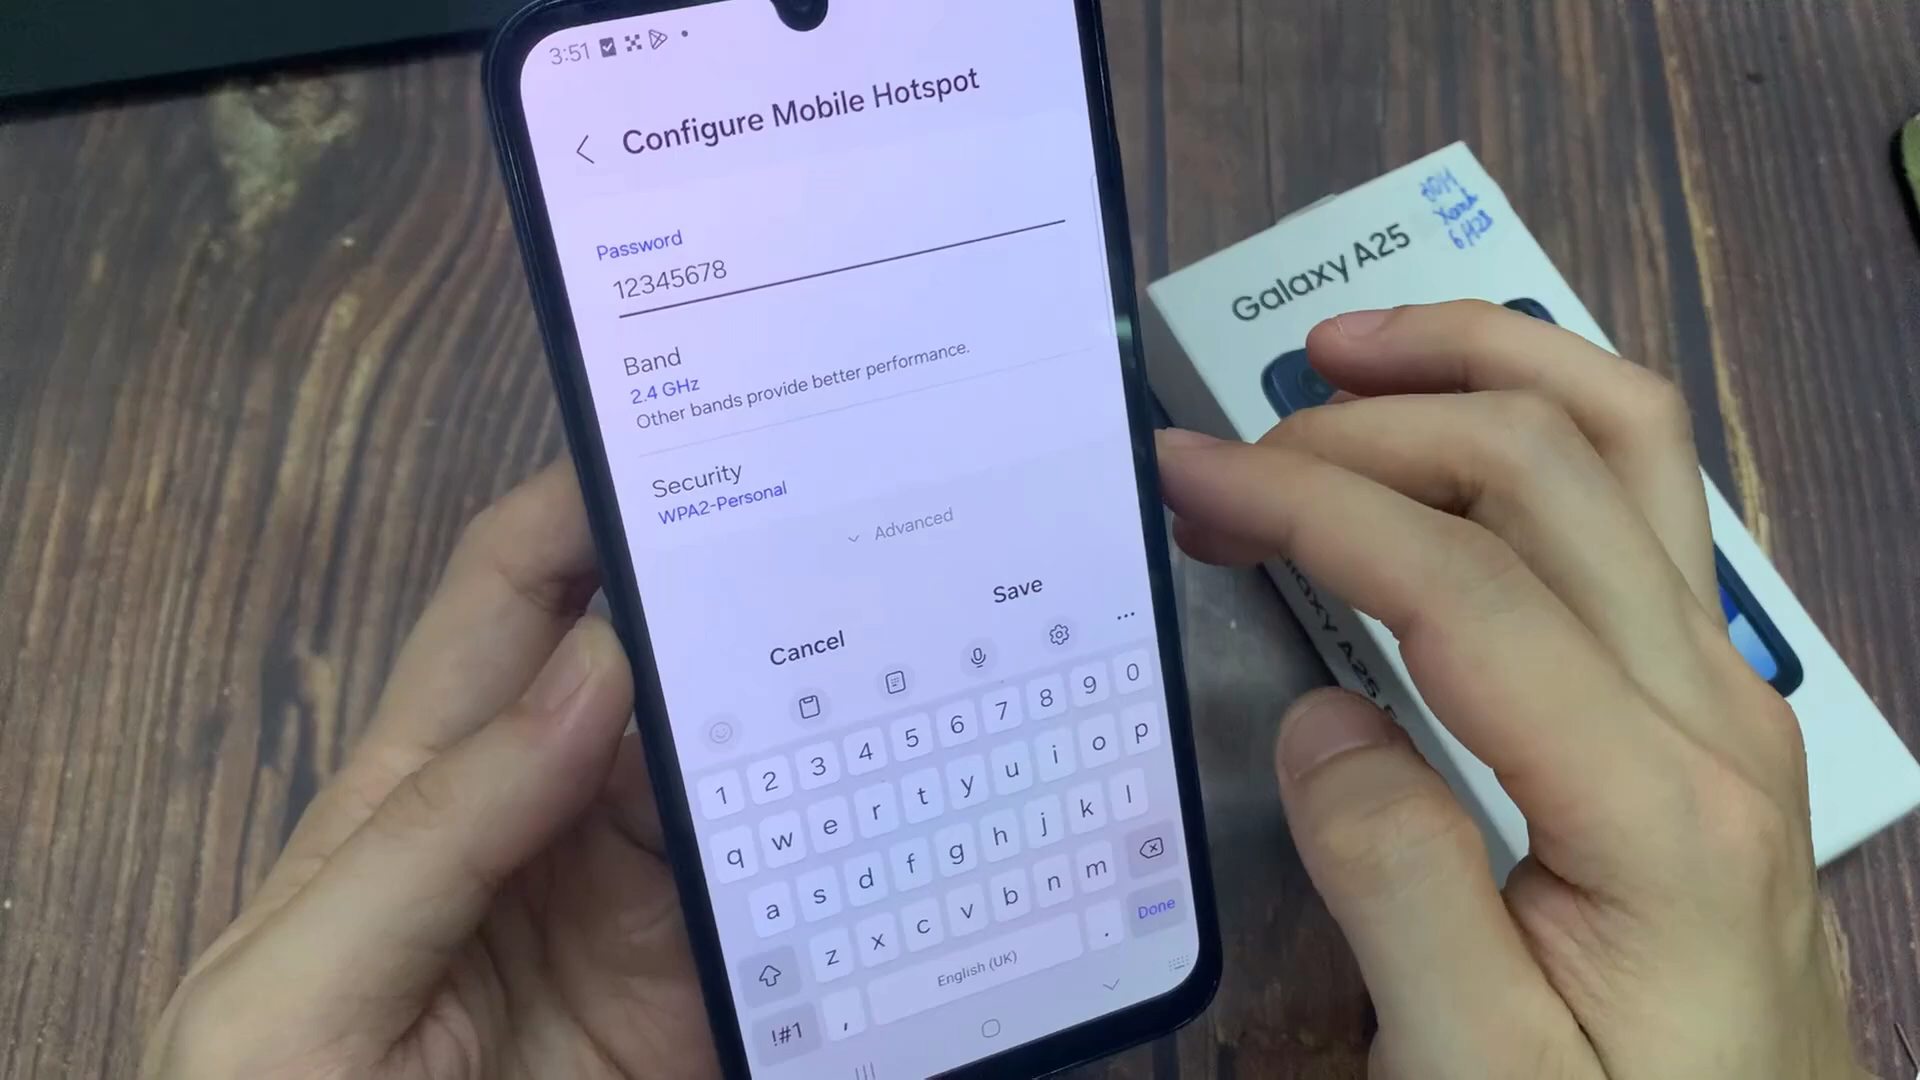 3:51
Configure Mobile Hotspot
Password
12345678
Band
2.4 GHz
Other bands provide better performance.
Security
WPA2-Personal
Advanced
Cancel
Save
1 2 3 4 5 6 7 8 9 0
q w e r t y u i o p
a s d f g h j k l
z x c v b n m
!#1 , English (UK) . Done
Galaxy A25
Galaxy A25